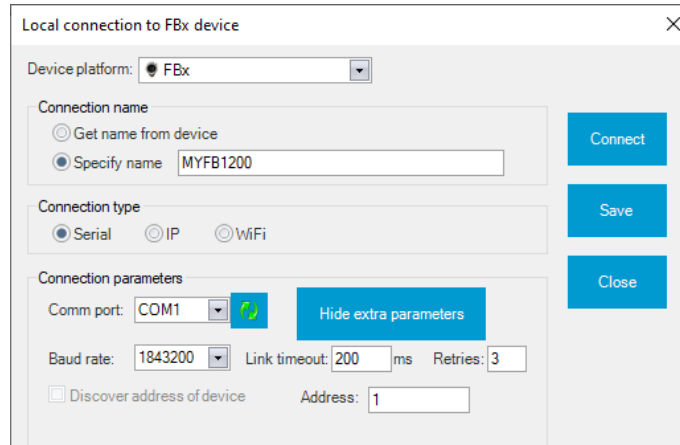 Local connection to FBx device
Device platform: FBx
Connection name
Get name from device
Specify name MYFB1200
Connect
Connection type
Serial IP WiFi
Save
Connection parameters
Comm port: COM1 Hide extra parameters
Close
Baud rate: 1843200 Link timeout: 200 ms Retries: 3
Discover address of device Address: 1